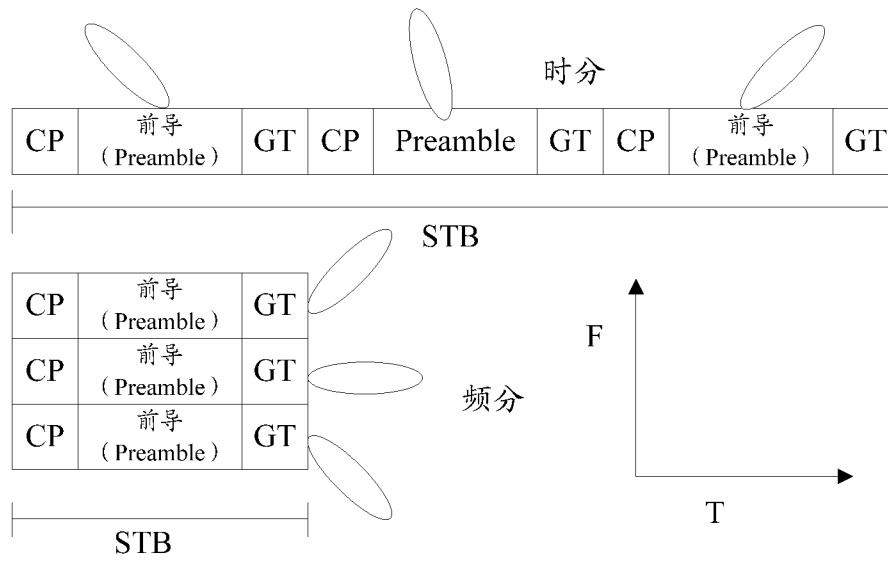 时分
CP 前导 GT CP Preamble GT CP 前导 GT
（Preamble） （Preamble）
STB
CP 前导 GT
（Preamble）
CP 前导 GT
（Preamble）
CP 前导 GT
（Preamble）
频分
F
T
STB